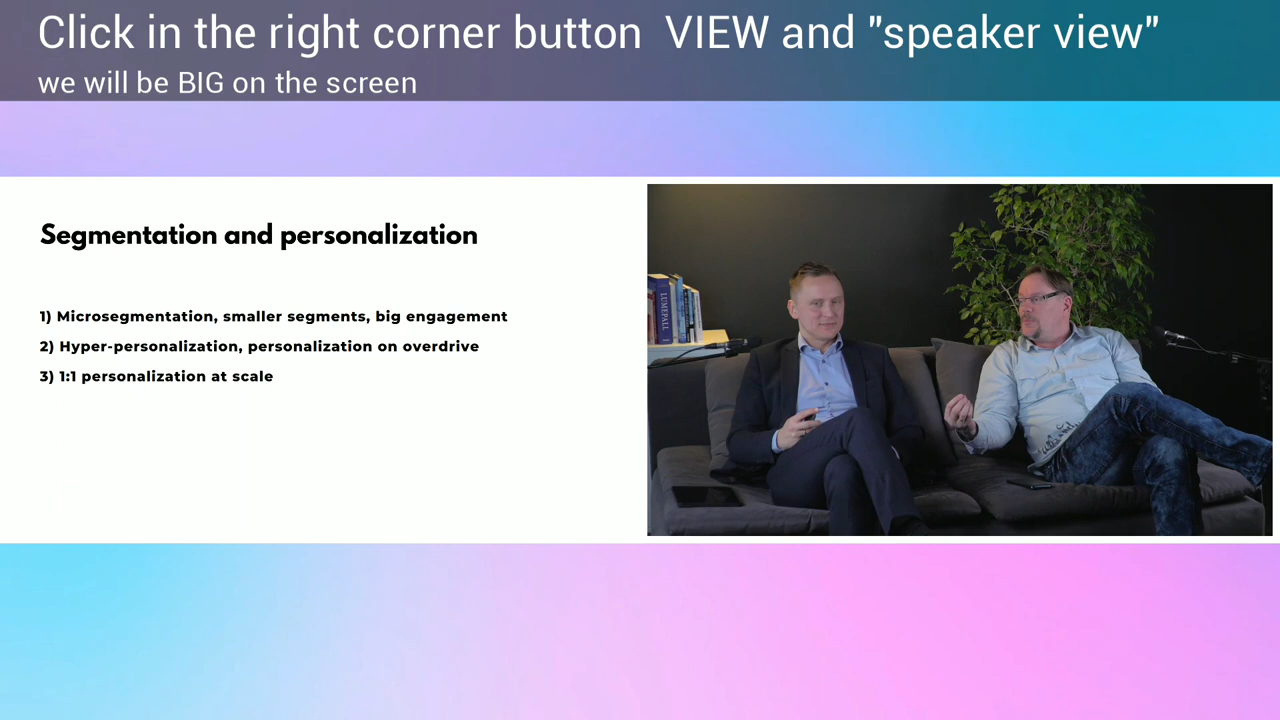 Click in the right corner button VIEW and "speaker view"
we will be BIG on the screen
Segmentation and personalization
1) Microsegmentation, smaller segments, big engagement
2) Hyper-personalization, personalization on overdrive
3) 1:1 personalization at scale
LUMEPALL